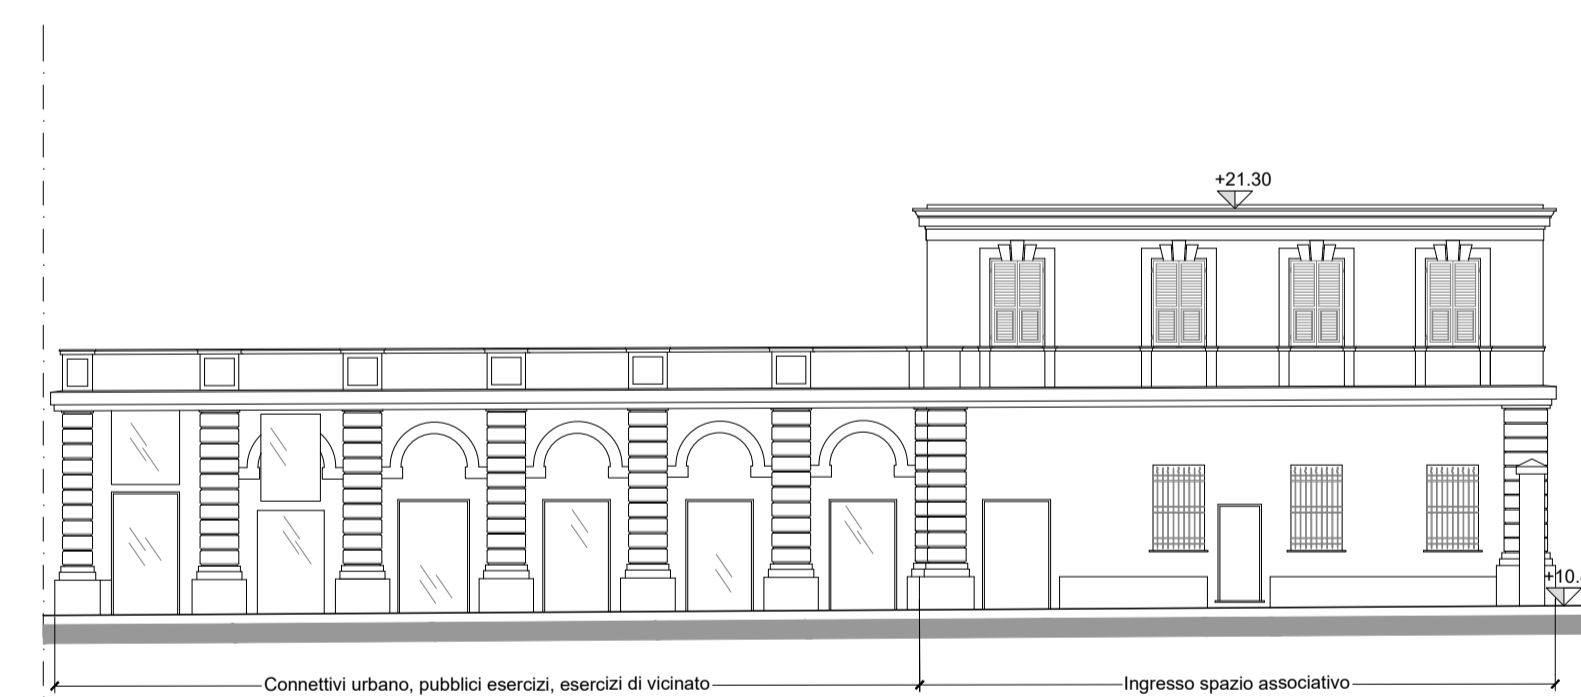 +21.30
+10.
Connettivi urbano, pubblici esercizi, esercizi di vicinato
Ingresso spazio associativo